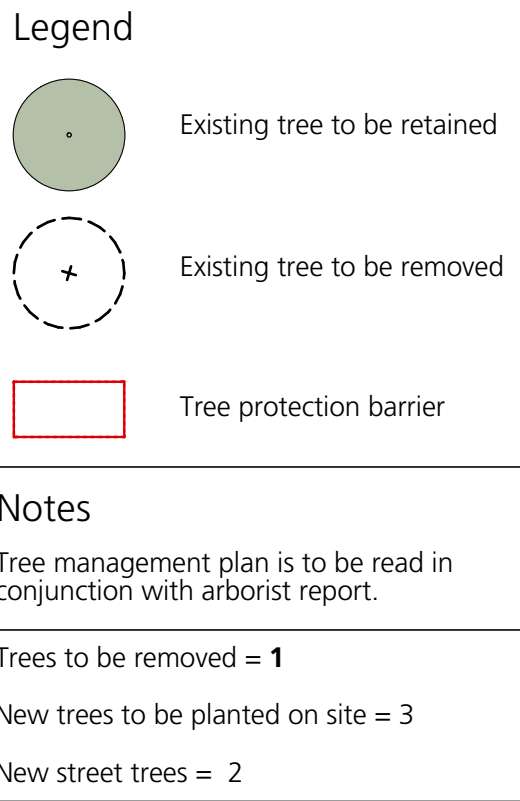 Legend
Existing tree to be retained
Existing tree to be removed
Tree protection barrier
Notes
Tree management plan is to be read in
conjunction with arborist report.
Trees to be removed = 1
New trees to be planted on site = 3
New street trees = 2